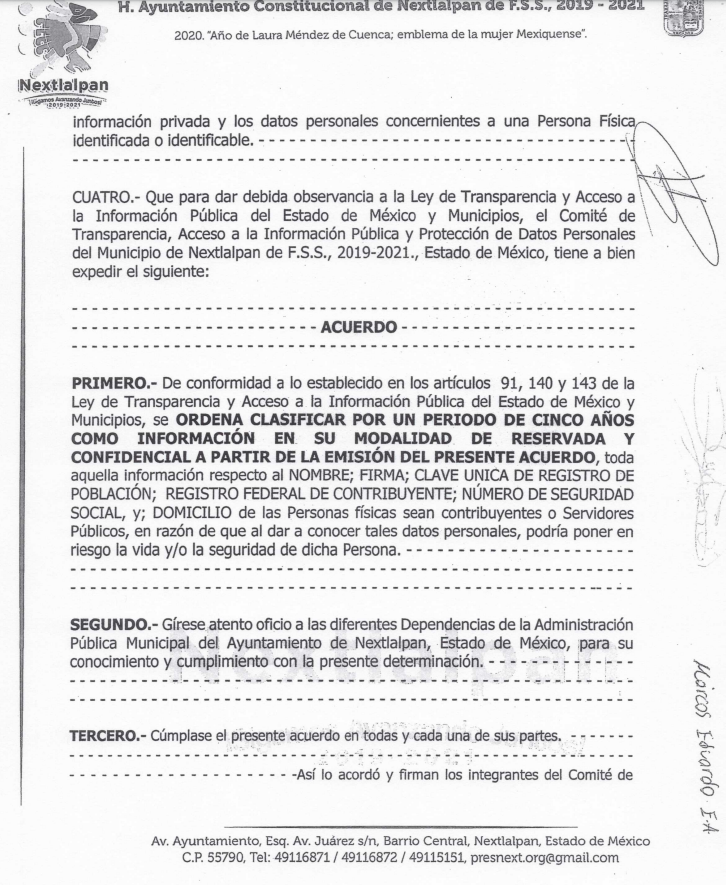 H. Ayuntamiento Constitucional de Nextlalpan de F.S.S., 2019 - 2021
2020. "Año de Laura Méndez de Cuenca; emblema de la mujer Mexiquense".
Nextlalpan
¡Sigamos Avanzando Juntos!
2019-2021
información privada y los datos personales concernientes a una Persona Física
identificada o identificable. - - - - - - - - - - - - - - - - - - - - - - - - - - - - - - - - - - - - - -
- - - - - - - - - - - - - - - - - - - - - - - - - - - - - - - - - - - - - - - - - - - - - - - - - - - - - - - - -
CUATRO.- Que para dar debida observancia a la Ley de Transparencia y Acceso a
la Información Pública del Estado de México y Municipios, el Comité de
Transparencia, Acceso a la Información Pública y Protección de Datos Personales
del Municipio de Nextlalpan de F.S.S., 2019-2021., Estado de México, tiene a bien
expedir el siguiente:
- - - - - - - - - - - - - - - - - - - - - - - - - - - - - - - - - - - - - - - - - - - - - - - - - - - - - - - - -
- - - - - - - - - - - - - - - - - - - - - - - - - ACUERDO - - - - - - - - - - - - - - - - - - - - - - - -
- - - - - - - - - - - - - - - - - - - - - - - - - - - - - - - - - - - - - - - - - - - - - - - - - - - - - - - - -
PRIMERO.- De conformidad a lo establecido en los artículos 91, 140 y 143 de la
Ley de Transparencia y Acceso a la Información Pública del Estado de México y
Municipios, se ORDENA CLASIFICAR POR UN PERIODO DE CINCO AÑOS
COMO INFORMACIÓN EN SU MODALIDAD DE RESERVADA Y
CONFIDENCIAL A PARTIR DE LA EMISIÓN DEL PRESENTE ACUERDO, toda
aquella información respecto al NOMBRE; FIRMA; CLAVE UNICA DE REGISTRO DE
POBLACIÓN; REGISTRO FEDERAL DE CONTRIBUYENTE; NÚMERO DE SEGURIDAD
SOCIAL, y; DOMICILIO de las Personas físicas sean contribuyentes o Servidores
Públicos, en razón de que al dar a conocer tales datos personales, podría poner en
riesgo la vida y/o la seguridad de dicha Persona. - - - - - - - - - - - - - - - - - - - - - - -
- - - - - - - - - - - - - - - - - - - - - - - - - - - - - - - - - - - - - - - - - - - - - - - - - - - - - - - - -
- - - - - - - - - - - - - - - - - - - - - - - - - - - - - - - - - - - - - - - - - - - - - - - - - - - - - - - - -
SEGUNDO.- Gírese atento oficio a las diferentes Dependencias de la Administración
Pública Municipal del Ayuntamiento de Nextlalpan, Estado de México, para su
conocimiento y cumplimiento con la presente determinación. - - - - - - - - - - - - - - -
- - - - - - - - - - - - - - - - - - - - - - - - - - - - - - - - - - - - - - - - - - - - - - - - - - - - - - - - -
- - - - - - - - - - - - - - - - - - - - - - - - - - - - - - - - - - - - - - - - - - - - - - - - - - - - - - - - -
Nextlalpan
TERCERO.- Cúmplase el presente acuerdo en todas y cada una de sus partes. - - - - - - -
- - - - - - - - - - - - - - - - - - - - - - - - - - - - - - - - - - - - - - - - - - - - - - - - - - - - - - - - -
- - - - - - - - - - - - - - - - - - - - - - -Así lo acordó y firman los integrantes del Comité de
Marcos Eduardo E.A
Av. Ayuntamiento, Esq. Av. Juárez s/n, Barrio Central, Nextlalpan, Estado de México
C.P. 55790, Tel: 49116871 / 49116872 / 49115151, presnext.org@gmail.com